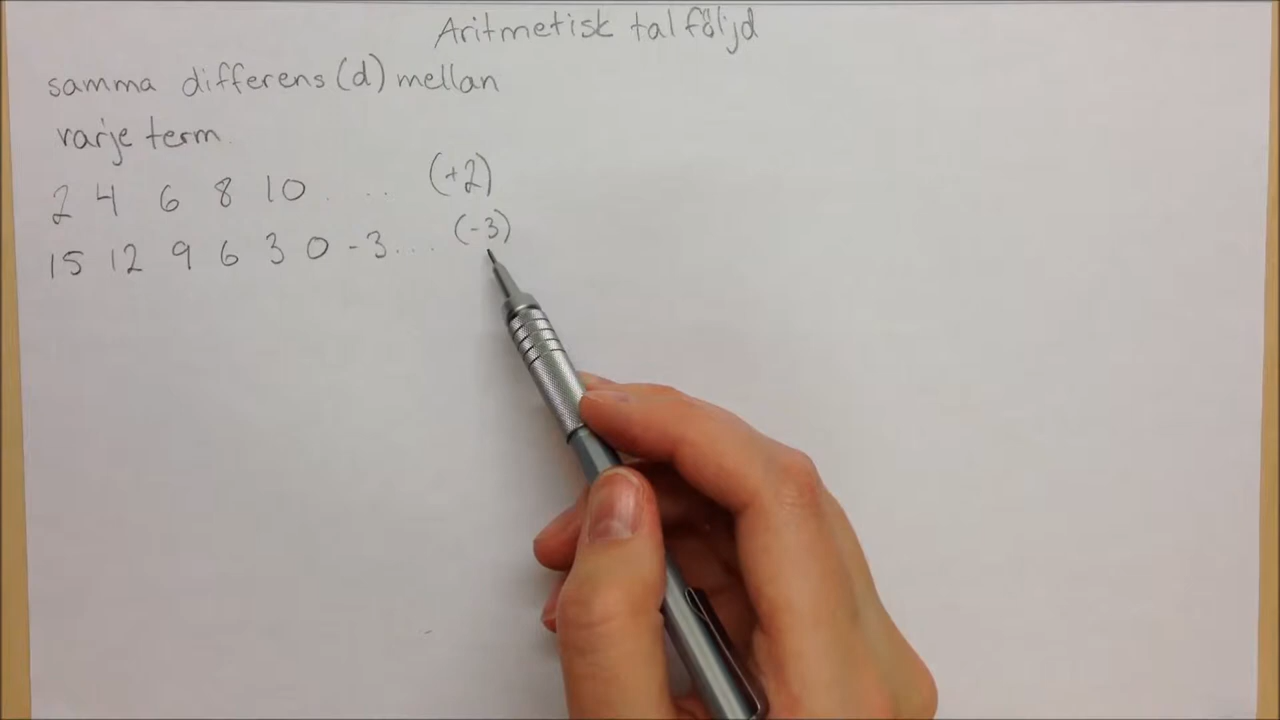 Aritmetisk talföljd
samma differens (d) mellan
varje term.
2 4 6 8 10 . . . (+2)
15 12 9 6 3 0 -3 . . . (-3)